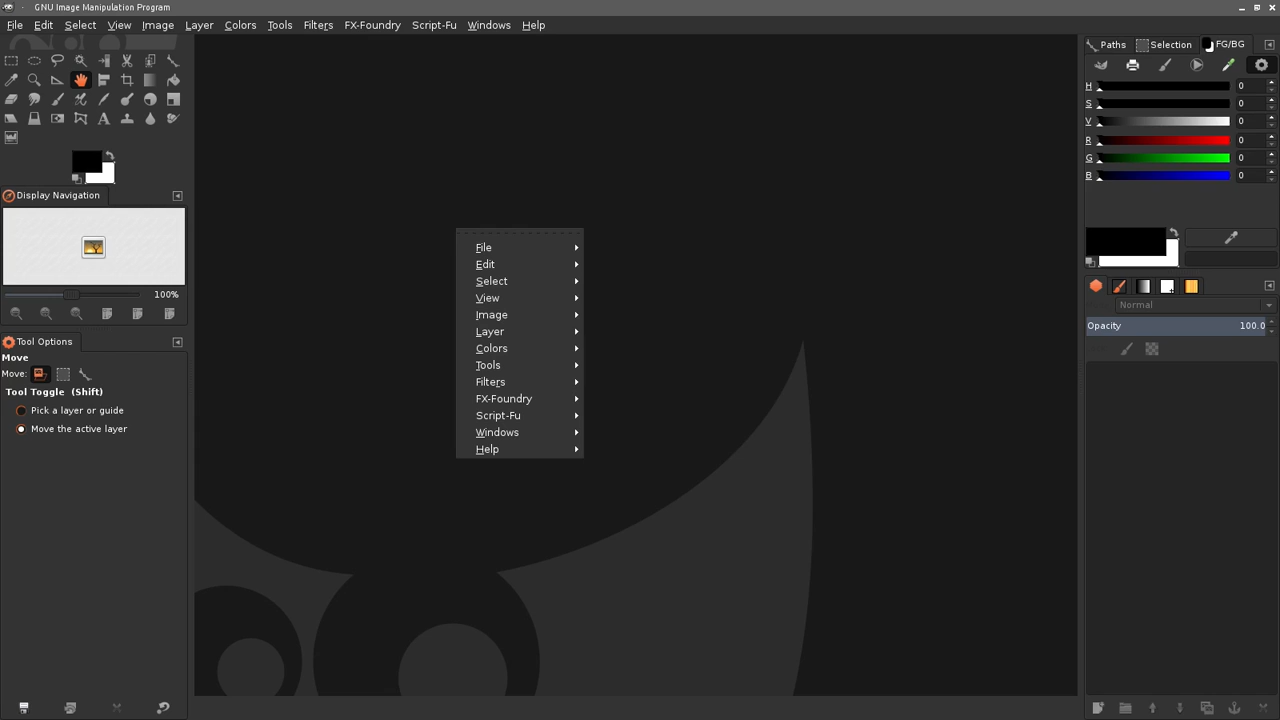 GNU Image Manipulation Program
File Edit Select View Image Layer Colors Tools Filters FX-Foundry Script-Fu Windows Help
Paths Selection FG/BG
H 0
S 0
V 0
R 0
G 0
B 0
Display Navigation
100%
Tool Options
Move
Move:
Tool Toggle (Shift)
Pick a layer or guide
Move the active layer
File
Edit
Select
View
Image
Layer
Colors
Tools
Filters
FX-Foundry
Script-Fu
Windows
Help
Normal
Opacity 100.0